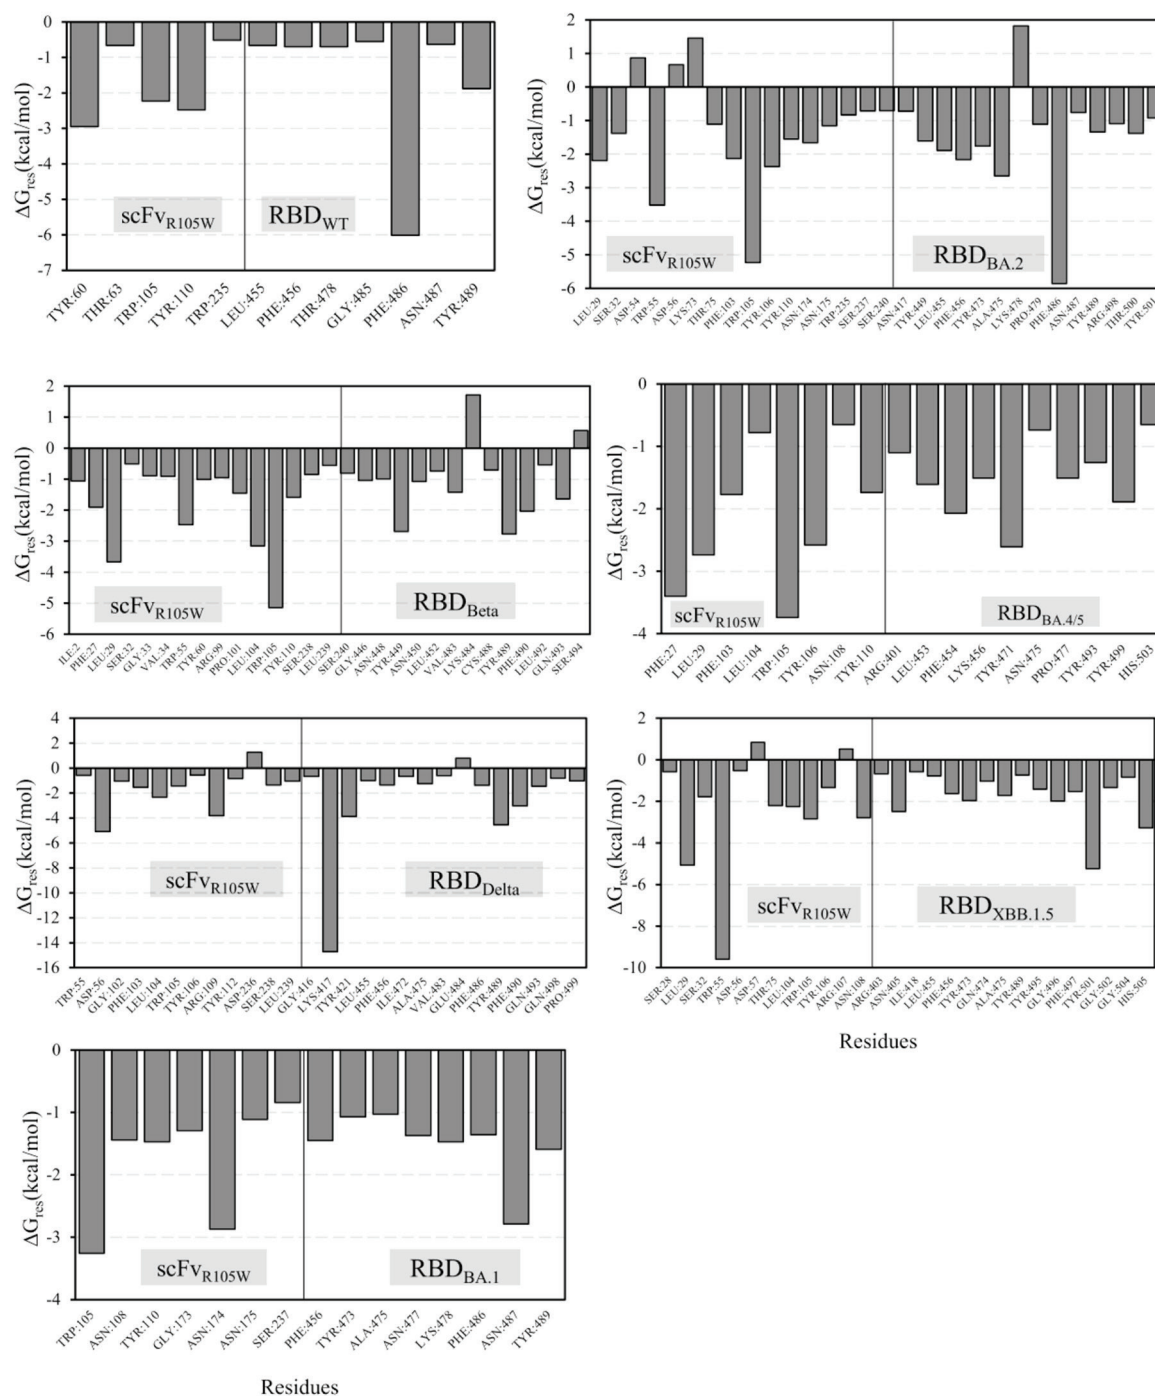 0
-1
-2
-3
-4
-5
-6
-7
ΔGres(kcal/mol)
scFvR105W
RBDWT
TYR:60
THR:63
TRP:105
TYR:110
TRP:235
LEU:455
PHE:456
THR:478
GLY:485
PHE:486
ASN:487
TYR:489
2
1
0
-1
-2
-3
-4
-5
-6
ΔGres(kcal/mol)
scFvR105W
RBDBA.2
LEU:29
SER:32
ASP:54
TRP:55
ASP:56
LYS:73
THR:75
PHE:103
TRP:105
TYR:106
TYR:110
ASN:174
ASN:175
TRP:235
SER:237
SER:240
ASN:417
TYR:449
LEU:455
PHE:456
TYR:473
ALA:475
LYS:478
PRO:479
PHE:486
ASN:487
TYR:489
ARG:498
THR:500
TYR:501
2
1
0
-1
-2
-3
-4
-5
-6
ΔGres(kcal/mol)
scFvR105W
RBDBeta
ILE:2
PHE:27
LEU:29
SER:32
GLY:33
VAL:34
TRP:55
TYR:60
ARG:99
PRO:101
LEU:104
TRP:105
TYR:110
SER:238
LEU:239
SER:240
GLY:446
ASN:448
TYR:449
ASN:450
LEU:452
VAL:483
LYS:484
CYS:488
TYR:489
PHE:490
LEU:492
GLN:493
SER:494
0
-1
-2
-3
-4
ΔGres(kcal/mol)
scFvR105W
RBDBA.4/5
PHE:27
LEU:29
PHE:103
LEU:104
TRP:105
TYR:106
ASN:108
TYR:110
ARG:401
LEU:453
PHE:454
LYS:456
TYR:471
ASN:475
PRO:477
TYR:493
TYR:499
HIS:503
4
2
0
-2
-4
-6
-8
-10
-12
-14
-16
ΔGres(kcal/mol)
scFvR105W
RBDDelta
TRP:55
ASP:56
GLY:102
PHE:103
LEU:104
TRP:105
TYR:106
ARG:109
TYR:112
ASP:236
SER:238
LEU:239
GLY:416
LYS:417
TYR:421
LEU:455
PHE:456
ILE:472
ALA:475
VAL:483
GLU:484
PHE:486
TYR:489
PHE:490
GLN:493
GLN:498
PRO:499
2
0
-2
-4
-6
-8
-10
ΔGres(kcal/mol)
scFvR105W
RBDXBB.1.5
SER:28
LEU:29
SER:32
TRP:55
ASP:56
ASP:57
THR:75
LEU:104
TRP:105
TYR:106
ARG:107
ASN:108
ARG:403
ASN:405
ILE:418
LEU:455
PHE:456
TYR:473
GLN:474
ALA:475
TYR:489
TYR:495
GLY:496
PHE:497
TYR:501
GLY:502
GLY:504
HIS:505
Residues
0
-1
-2
-3
-4
ΔGres(kcal/mol)
scFvR105W
RBDBA.1
TRP:105
ASN:108
TYR:110
GLY:173
ASN:174
ASN:175
SER:237
PHE:456
TYR:473
ALA:475
ASN:477
LYS:478
PHE:486
ASN:487
TYR:489
Residues